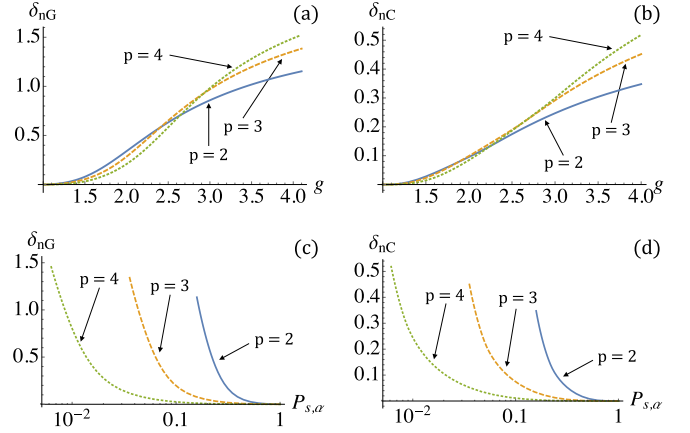 δnG (a)
1.5
1.0
0.5
p = 4
p = 3
p = 2
1.5 2.0 2.5 3.0 3.5 4.0 g
δnC (b)
0.5
0.4
0.3
0.2
0.1
p = 4
p = 3
p = 2
1.5 2.0 2.5 3.0 3.5 4.0 g
δnG (c)
1.5
1.0
0.5
0
p = 4
p = 3
p = 2
10⁻² 0.1 1 Ps,α
δnC (d)
0.5
0.4
0.3
0.2
0.1
0
p = 4
p = 3
p = 2
10⁻² 0.1 1 Ps,α